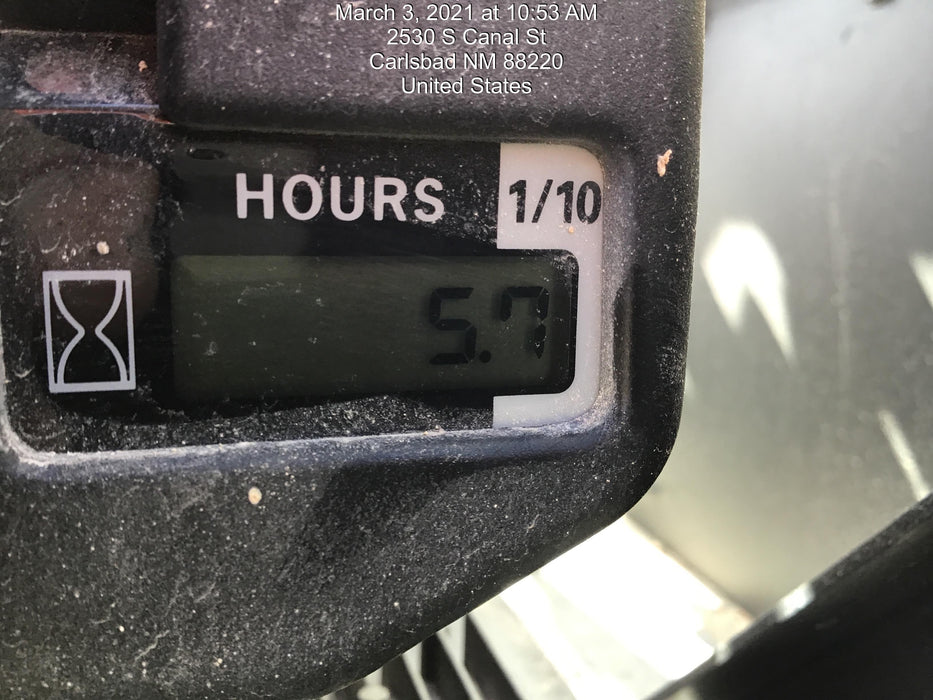 March 3, 2021 at 10:53 AM
2530 S Canal St
Carlsbad NM 88220
United States
HOURS 1/10
5.7